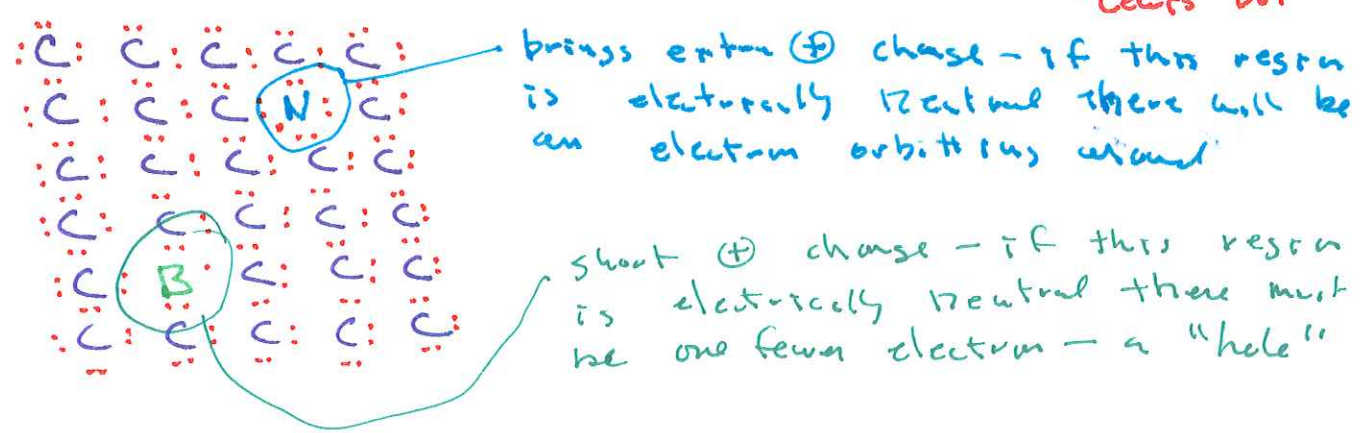 :C: C: C: C: C:
brings extra ⊕ charge – if this region
:C: C: C: N: C:
is electrically neutral there will be
an electron orbitting around
:C: C: C: C: C:
:C: C: C: C: C:
short ⊕ charge – if this region
:C: B C: C: C:
is electrically neutral there must
be one fewer electron – a "hole"
:C: C: C: C: C: